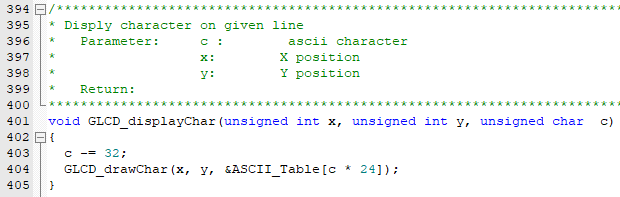 394 /***********************************************************************
395 * Disply character on given line
396 *   Parameter:     c :        ascii character
397 *                  x:        X position
398 *                  y:        Y position
399 *   Return:
400 ************************************************************************
401 void GLCD_displayChar(unsigned int x, unsigned int y, unsigned char  c)
402 {
403   c -= 32;
404   GLCD_drawChar(x, y, &ASCII_Table[c * 24]);
405 }